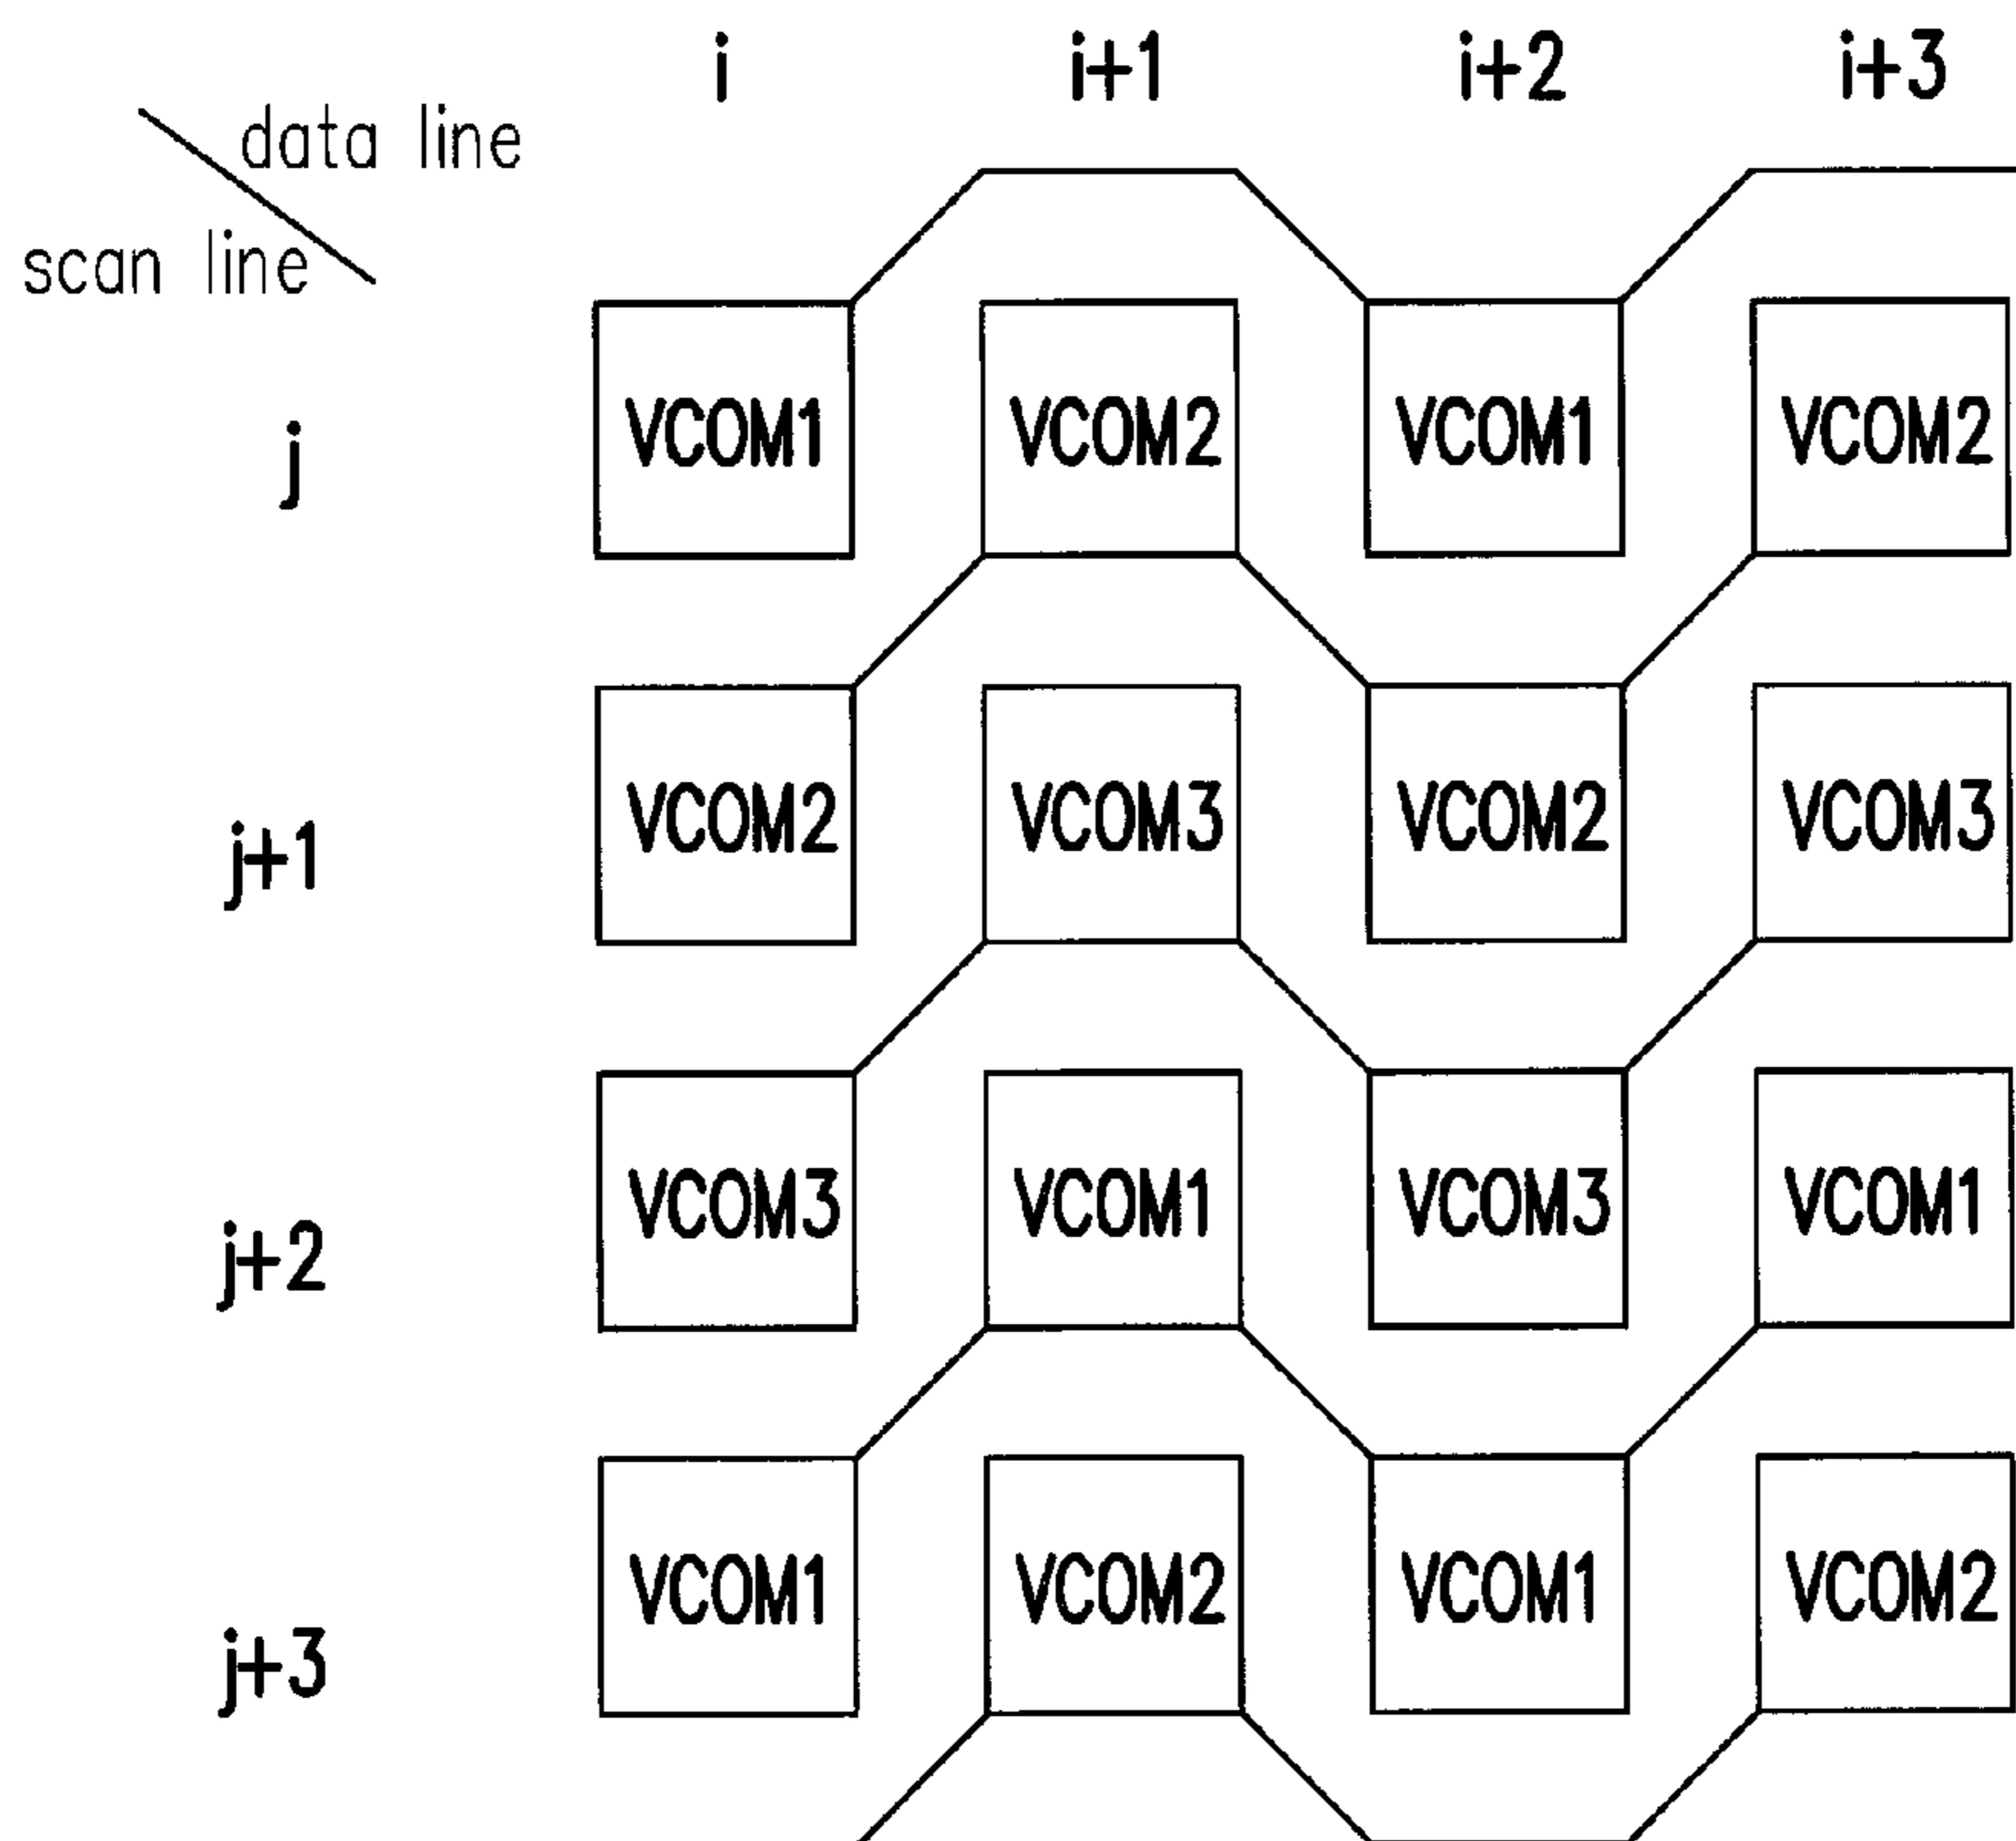 i i+1 i+2 i+3
data line
scan line
j VCOM1 VCOM2 VCOM1 VCOM2
j+1 VCOM2 VCOM3 VCOM2 VCOM3
j+2 VCOM3 VCOM1 VCOM3 VCOM1
j+3 VCOM1 VCOM2 VCOM1 VCOM2